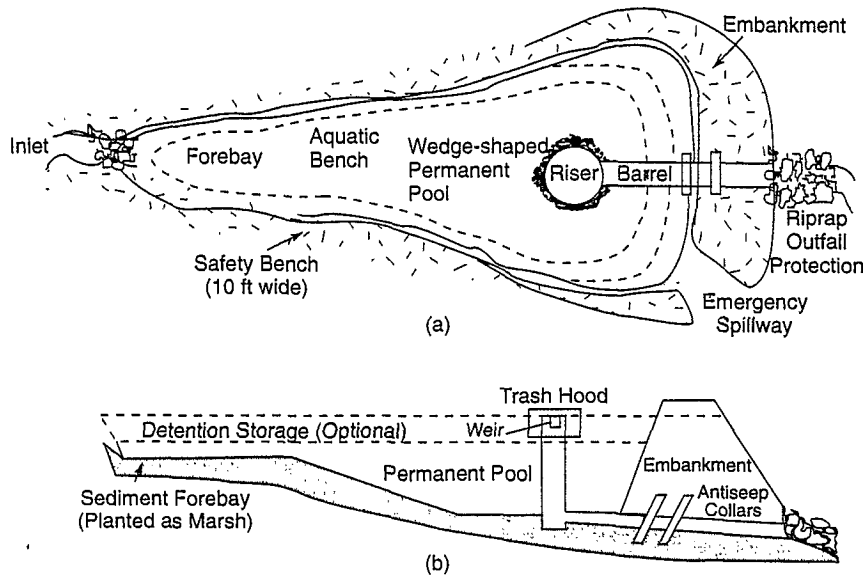 Embankment
Inlet
Forebay
Aquatic
Bench
Wedge-shaped
Permanent
Pool
Riser
Barrel
Riprap
Outfall
Protection
Safety Bench
(10 ft wide)
Emergency
Spillway
(a)
Trash Hood
Detention Storage (Optional)
Weir
Permanent Pool
Embankment
Antiseep
Collars
Sediment Forebay
(Planted as Marsh)
(b)